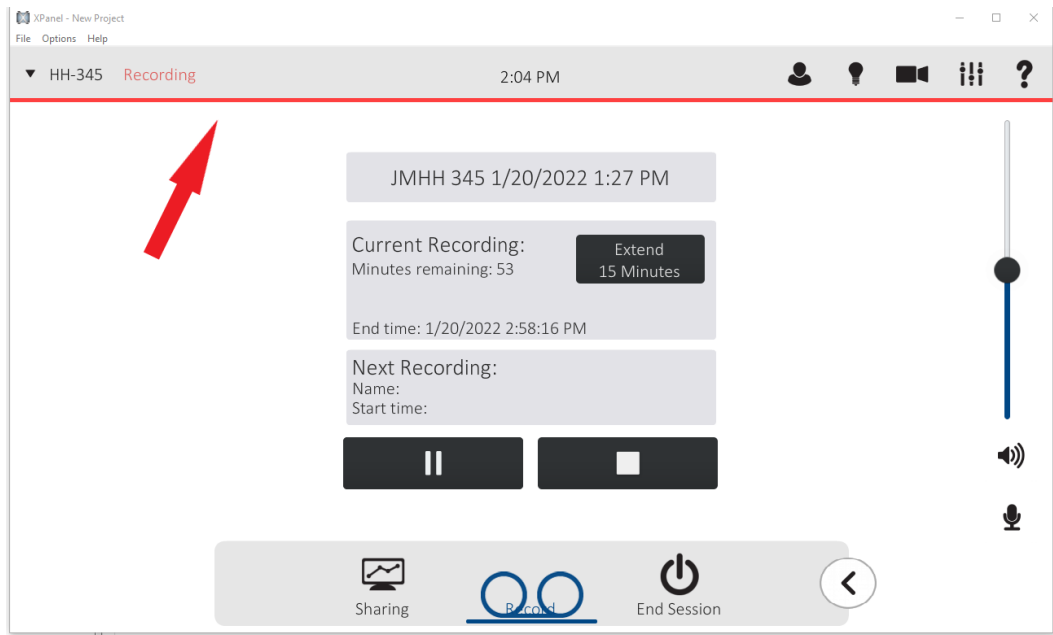 XPanel - New Project
File Options Help
HH-345 Recording 2:04 PM
JMHH 345 1/20/2022 1:27 PM
Current Recording:
Minutes remaining: 53
Extend
15 Minutes
End time: 1/20/2022 2:58:16 PM
Next Recording:
Name:
Start time:
Sharing
Record
End Session